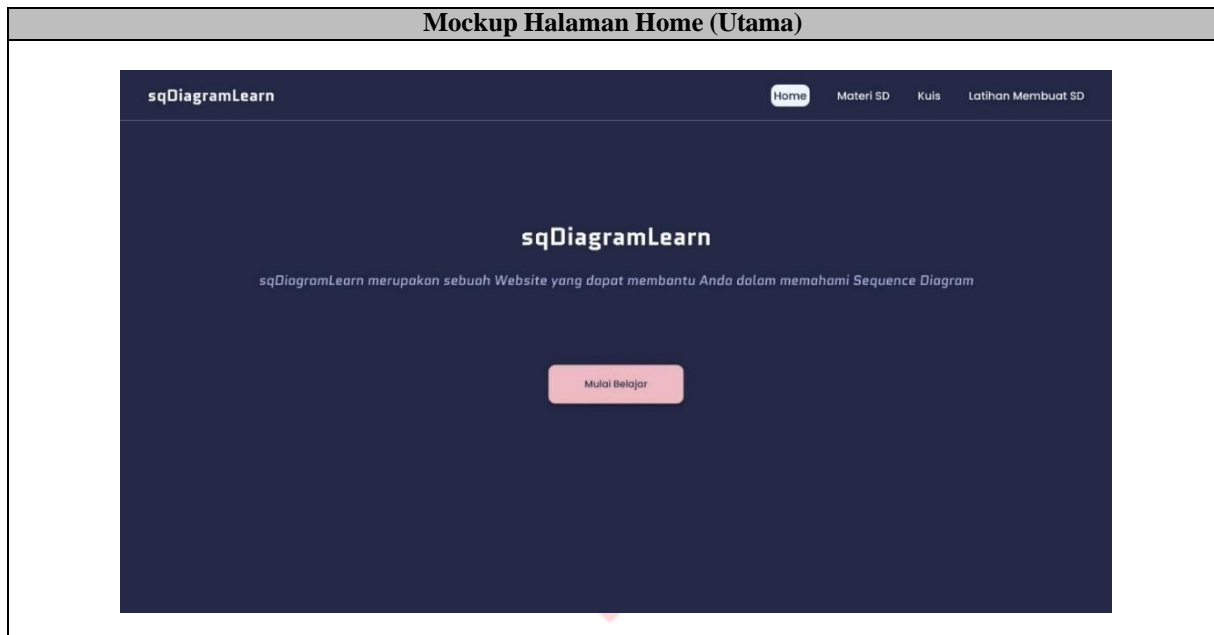 Mockup Halaman Home (Utama)
sqDiagramLearn
Home Materi SD Kuis Latihan Membuat SD
sqDiagramLearn
sqDiagramLearn merupakan sebuah Website yang dapat membantu Anda dalam memahami Sequence Diagram
Mulai Belajar